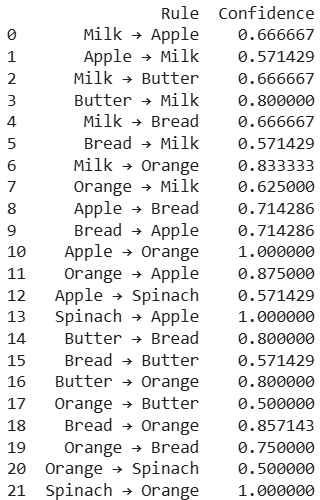 Rule Confidence
0 Milk → Apple 0.666667
1 Apple → Milk 0.571429
2 Milk → Butter 0.666667
3 Butter → Milk 0.800000
4 Milk → Bread 0.666667
5 Bread → Milk 0.571429
6 Milk → Orange 0.833333
7 Orange → Milk 0.625000
8 Apple → Bread 0.714286
9 Bread → Apple 0.714286
10 Apple → Orange 1.000000
11 Orange → Apple 0.875000
12 Apple → Spinach 0.571429
13 Spinach → Apple 1.000000
14 Butter → Bread 0.800000
15 Bread → Butter 0.571429
16 Butter → Orange 0.800000
17 Orange → Butter 0.500000
18 Bread → Orange 0.857143
19 Orange → Bread 0.750000
20 Orange → Spinach 0.500000
21 Spinach → Orange 1.000000